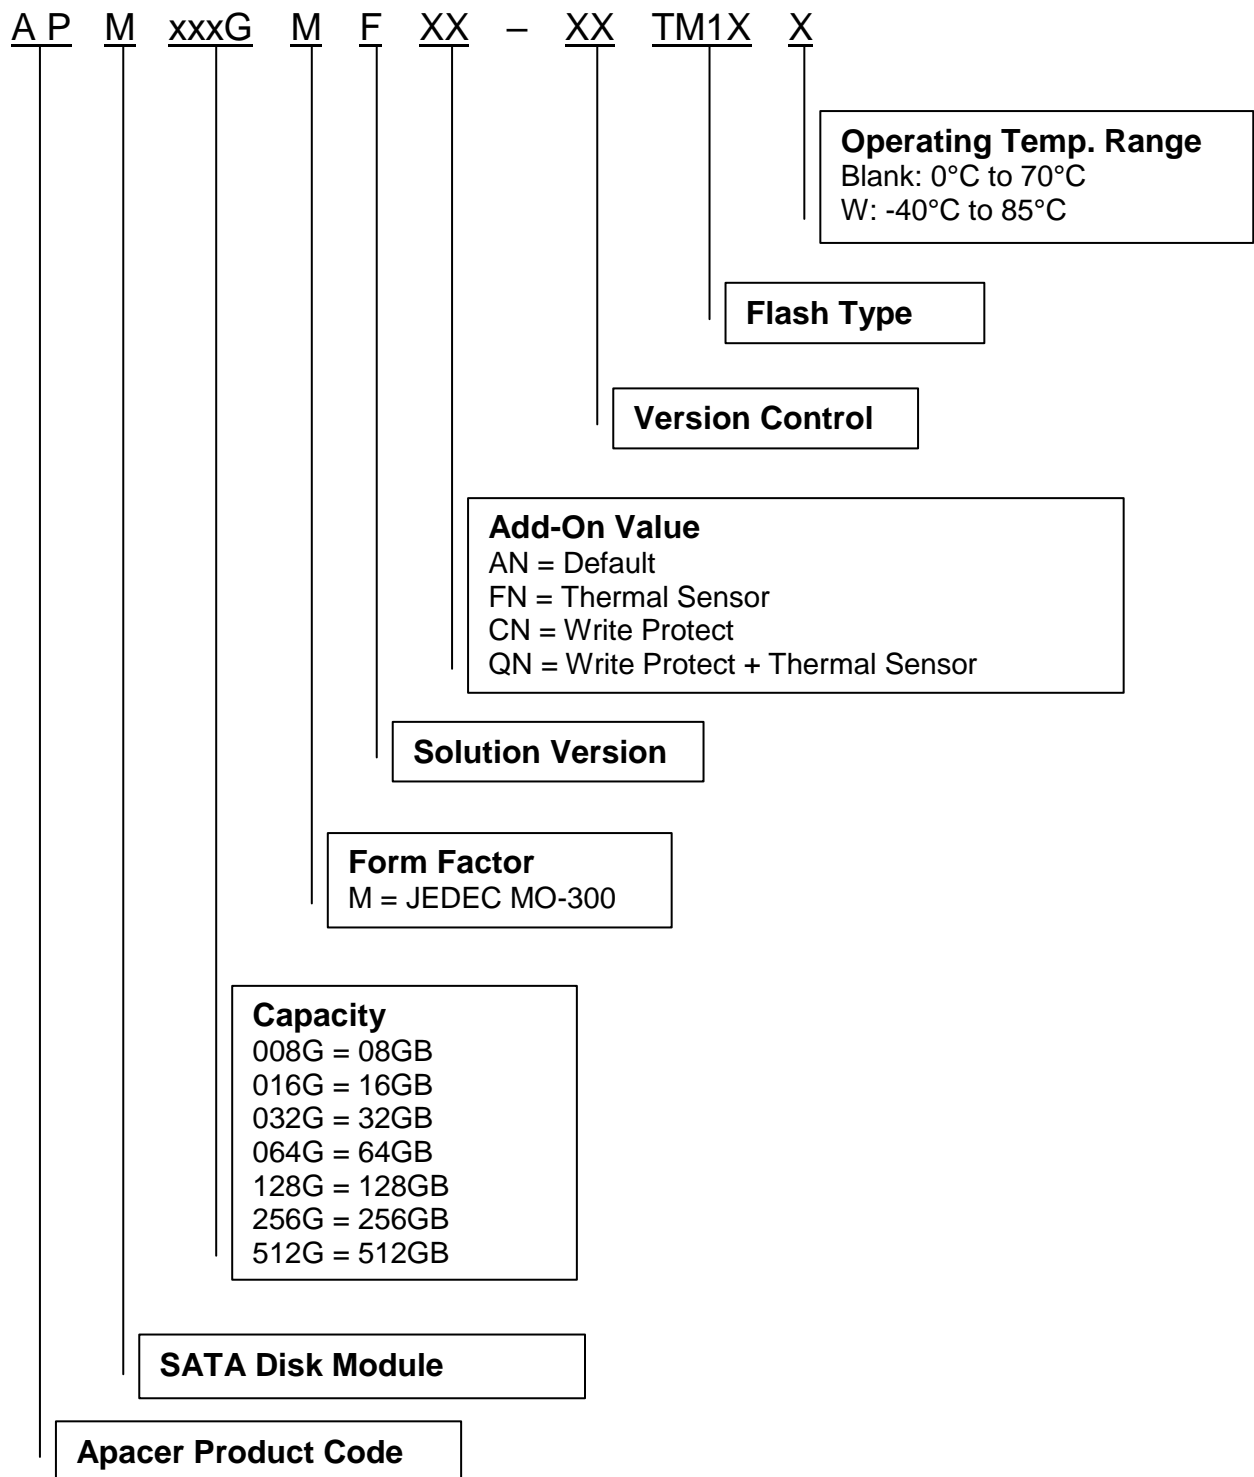 A P M xxxG M F XX – XX TM1X X
Operating Temp. Range
Blank: 0°C to 70°C
W: -40°C to 85°C
Flash Type
Version Control
Add-On Value
AN = Default
FN = Thermal Sensor
CN = Write Protect
QN = Write Protect + Thermal Sensor
Solution Version
Form Factor
M = JEDEC MO-300
Capacity
008G = 08GB
016G = 16GB
032G = 32GB
064G = 64GB
128G = 128GB
256G = 256GB
512G = 512GB
SATA Disk Module
Apacer Product Code